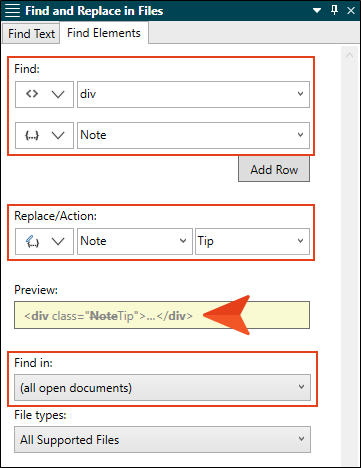 Find and Replace in Files
Find Text Find Elements
Find:
<> div
{...} Note
Add Row
Replace/Action:
{...} Note Tip
Preview:
<div class="NoteTip">...</div>
Find in:
(all open documents)
File types:
All Supported Files